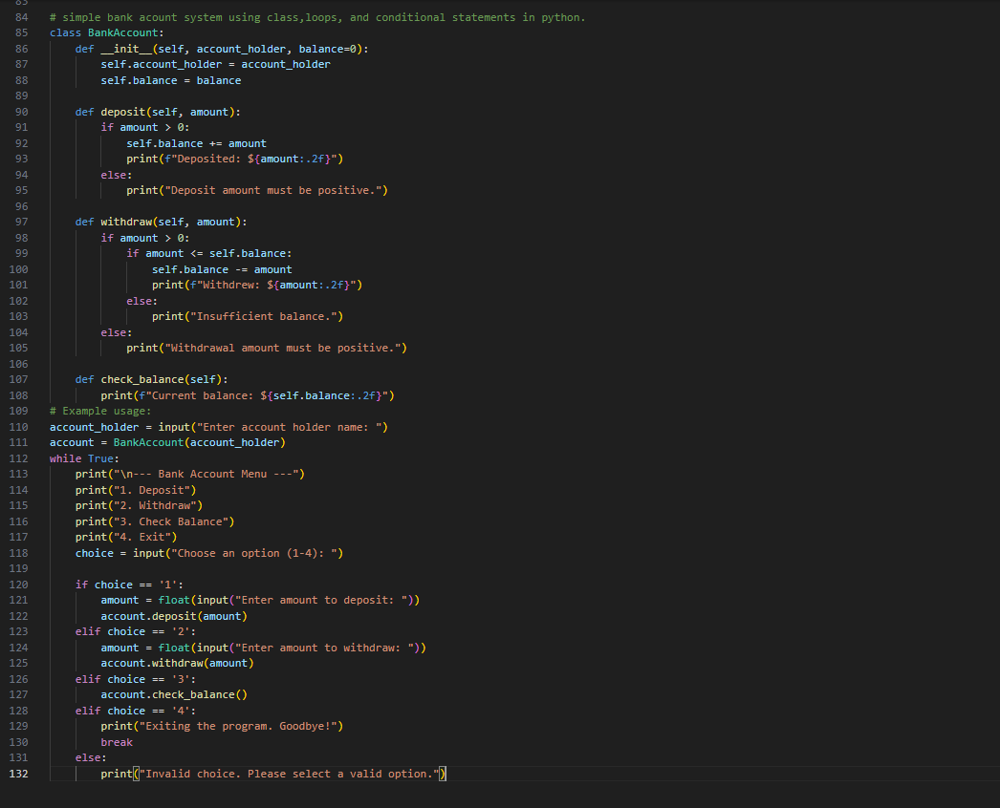 83
84 # simple bank acount system using class,loops, and conditional statements in python.
85 class BankAccount:
86     def __init__(self, account_holder, balance=0):
87         self.account_holder = account_holder
88         self.balance = balance
89
90     def deposit(self, amount):
91         if amount > 0:
92             self.balance += amount
93             print(f"Deposited: ${amount:.2f}")
94         else:
95             print("Deposit amount must be positive.")
96
97     def withdraw(self, amount):
98         if amount > 0:
99             if amount <= self.balance:
100                 self.balance -= amount
101                 print(f"Withdrew: ${amount:.2f}")
102             else:
103                 print("Insufficient balance.")
104         else:
105             print("Withdrawal amount must be positive.")
106
107     def check_balance(self):
108         print(f"Current balance: ${self.balance:.2f}")
109 # Example usage:
110 account_holder = input("Enter account holder name: ")
111 account = BankAccount(account_holder)
112 while True:
113     print("\n--- Bank Account Menu ---")
114     print("1. Deposit")
115     print("2. Withdraw")
116     print("3. Check Balance")
117     print("4. Exit")
118     choice = input("Choose an option (1-4): ")
119
120     if choice == '1':
121         amount = float(input("Enter amount to deposit: "))
122         account.deposit(amount)
123     elif choice == '2':
124         amount = float(input("Enter amount to withdraw: "))
125         account.withdraw(amount)
126     elif choice == '3':
127         account.check_balance()
128     elif choice == '4':
129         print("Exiting the program. Goodbye!")
130         break
131     else:
132         print("Invalid choice. Please select a valid option.")